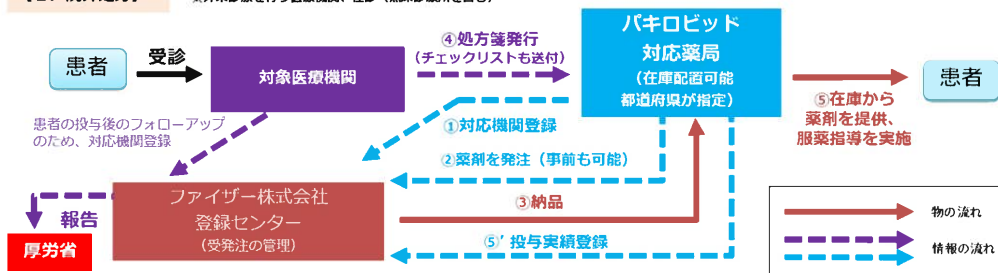 患者
受診
対象医療機関
④処方箋発行
(チェックリストも送付)
パキロビッド
対応薬局
(在庫配置可能
都道府県が指定)
⑤在庫から
薬剤を提供、
服薬指導を実施
患者
患者の投与後のフォローアップ
のため、対応機関登録
①対応機関登録
②薬剤を発注(事前も可能)
③納品
⑤’投与実績登録
ファイザー株式会社
登録センター
(受発注の管理)
報告
厚労省
物の流れ
情報の流れ